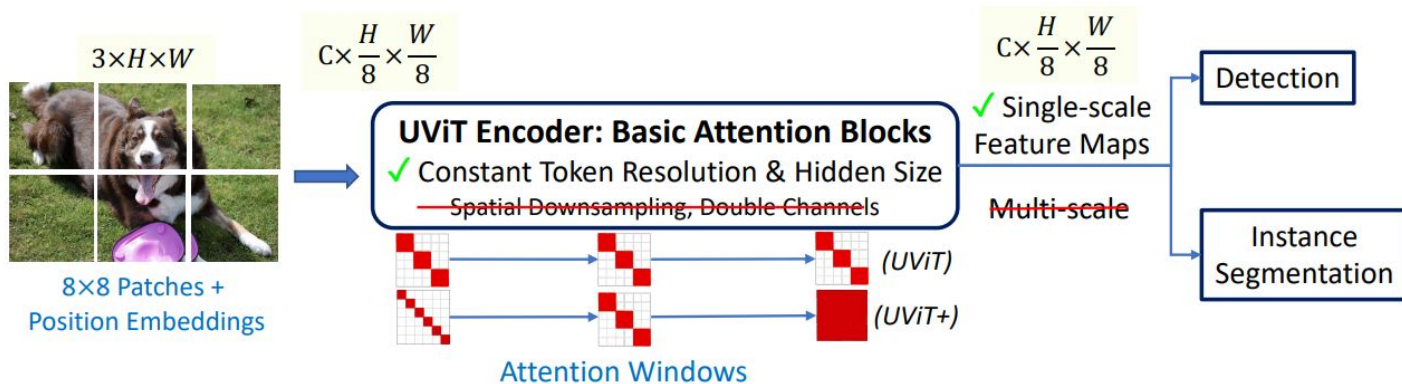 3×H×W
8×8 Patches +
Position Embeddings
C×H/8×W/8
UViT Encoder: Basic Attention Blocks
✓ Constant Token Resolution & Hidden Size
Spatial Downsampling, Double Channels
(UViT)
(UViT+)
Attention Windows
C×H/8×W/8
✓ Single-scale
Feature Maps
Multi-scale
Detection
Instance
Segmentation